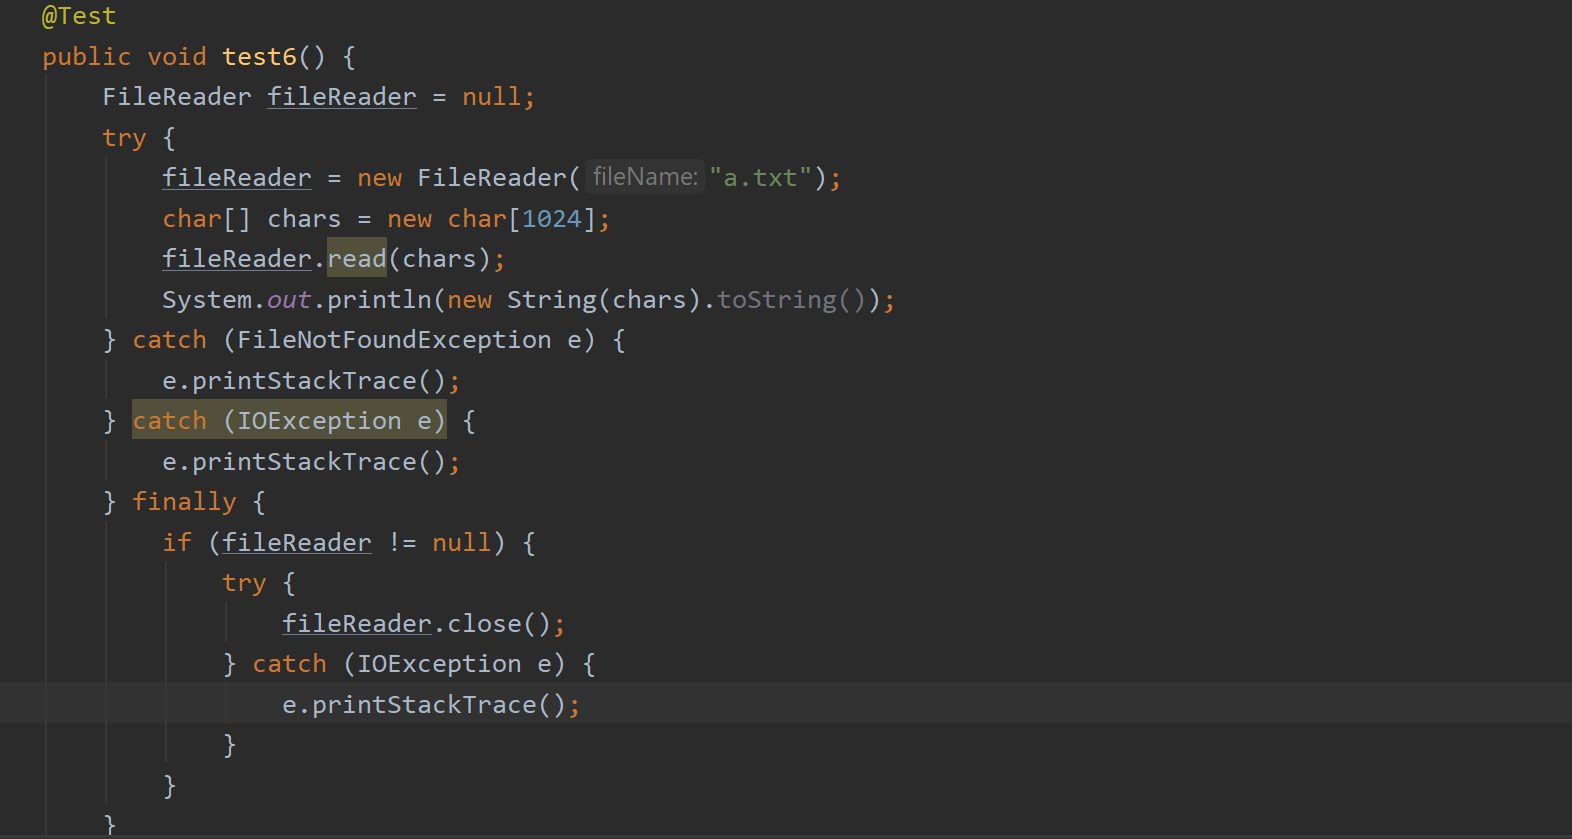 @Test
public void test6() {
FileReader fileReader = null;
try {
fileReader = new FileReader( fileName: "a.txt");
char[] chars = new char[1024];
fileReader.read(chars);
System.out.println(new String(chars).toString());
} catch (FileNotFoundException e) {
e.printStackTrace();
} catch (IOException e) {
e.printStackTrace();
} finally {
if (fileReader != null) {
try {
fileReader.close();
} catch (IOException e) {
e.printStackTrace();
}
}
}